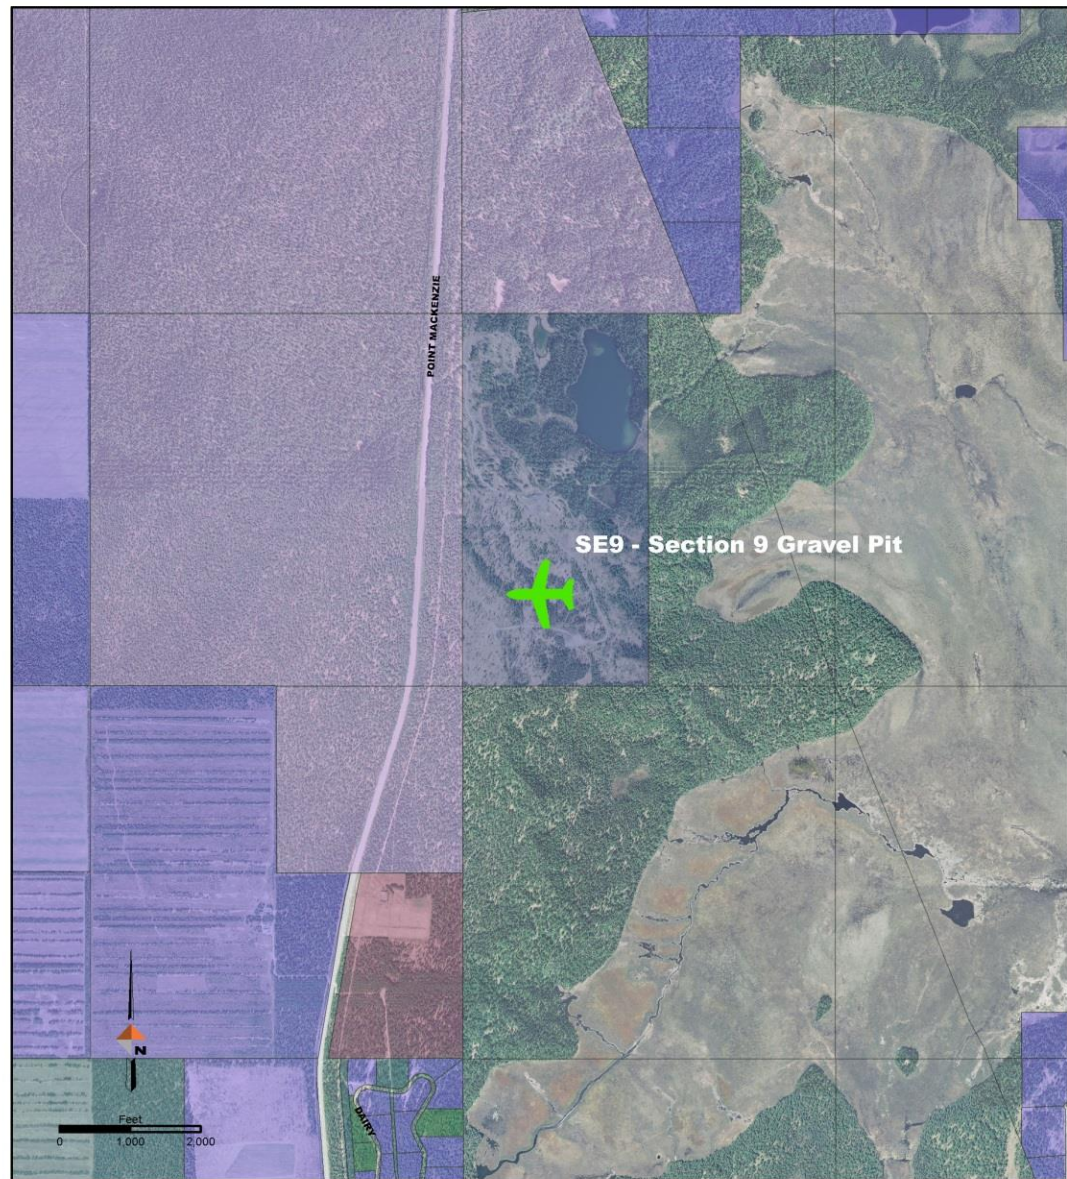 POINT MACKENZIE
SE9 - Section 9 Gravel Pit
N
Feet
0 1,000 2,000
DAIRY